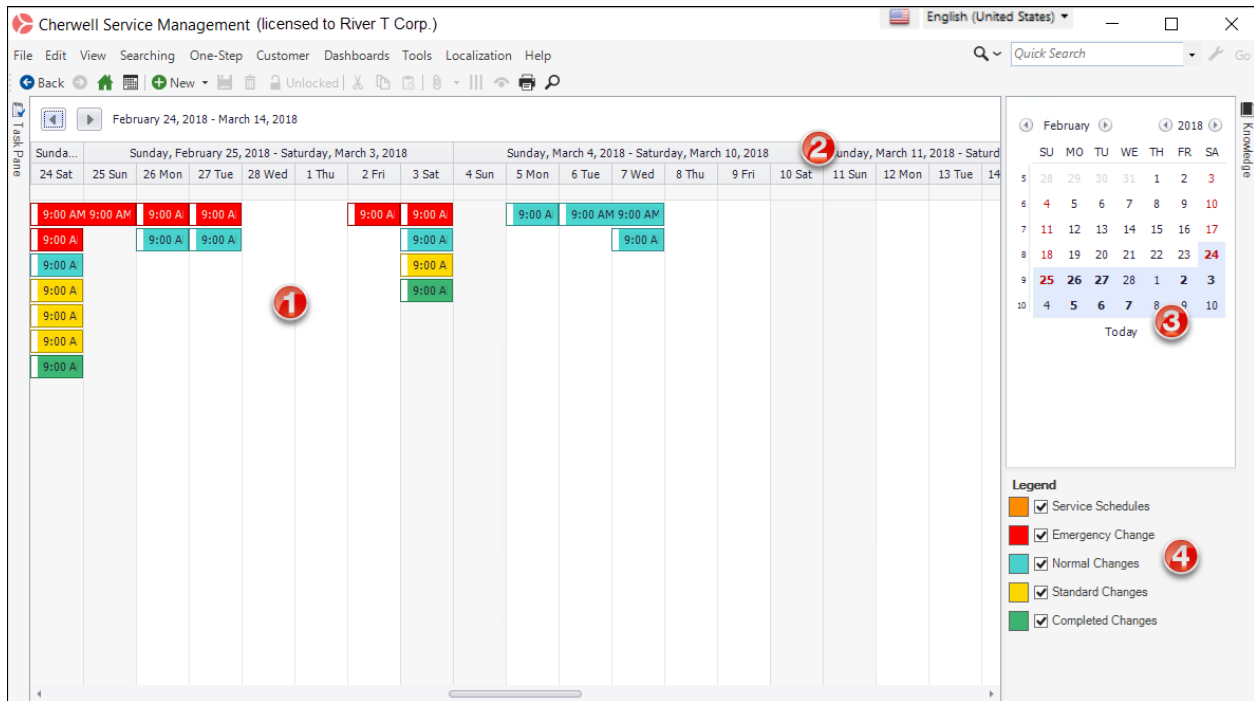 Cherwell Service Management (licensed to River T Corp.)
English (United States)
File Edit View Searching One-Step Customer Dashboards Tools Localization Help
Quick Search
Go
Back New Unlocked
Task Pane
February 24, 2018 - March 14, 2018
Sunda... Sunday, February 25, 2018 - Saturday, March 3, 2018 Sunday, March 4, 2018 - Saturday, March 10, 2018 2 unday, March 11, 2018 - Saturd
24 Sat 25 Sun 26 Mon 27 Tue 28 Wed 1 Thu 2 Fri 3 Sat 4 Sun 5 Mon 6 Tue 7 Wed 8 Thu 9 Fri 10 Sat 11 Sun 12 Mon 13 Tue 14
9:00 AM 9:00 AM 9:00 A 9:00 A 9:00 A 9:00 A 9:00 A 9:00 AM 9:00 AM
9:00 A 9:00 A 9:00 A 9:00 A 9:00 A
9:00 A 9:00 A
9:00 A 9:00 A
9:00 A
9:00 A
9:00 A
1
February 2018
SU MO TU WE TH FR SA
5 28 29 30 31 1 2 3
6 4 5 6 7 8 9 10
7 11 12 13 14 15 16 17
8 18 19 20 21 22 23 24
9 25 26 27 28 1 2 3
10 4 5 6 7 8 9 10
3
Today
Knowledge
Legend
Service Schedules
Emergency Change
Normal Changes
4
Standard Changes
Completed Changes